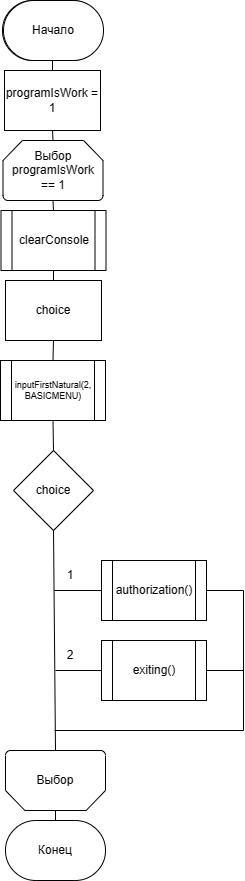 Начало
programIsWork =
1
Выбор
programIsWork
== 1
clearConsole
choice
inputFirstNatural(2,
BASICMENU)
choice
1
authorization()
2
exiting()
Выбор
Конец